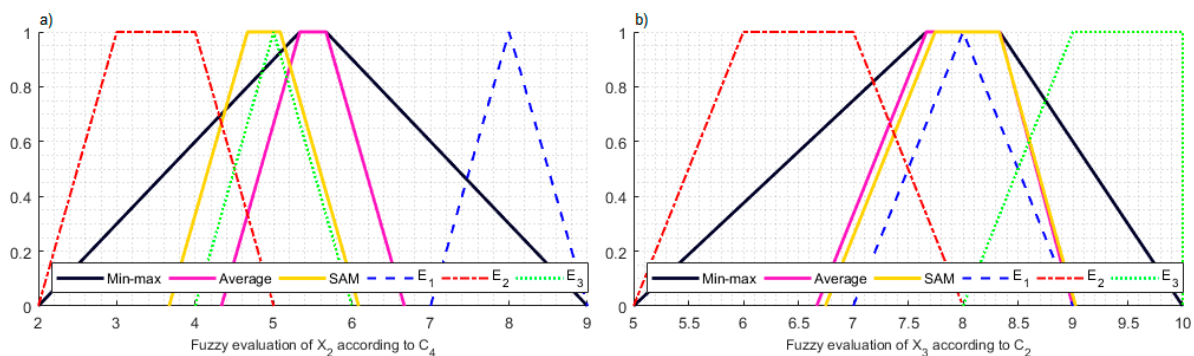 a)
1
0.8
0.6
0.4
0.2
0
Min-max Average SAM E₁ E₂ E₃
2 3 4 5 6 7 8 9
Fuzzy evaluation of X₂ according to C₄
b)
1
0.8
0.6
0.4
0.2
0
Min-max Average SAM E₁ E₂ E₃
5 5.5 6 6.5 7 7.5 8 8.5 9 9.5 10
Fuzzy evaluation of X₃ according to C₂